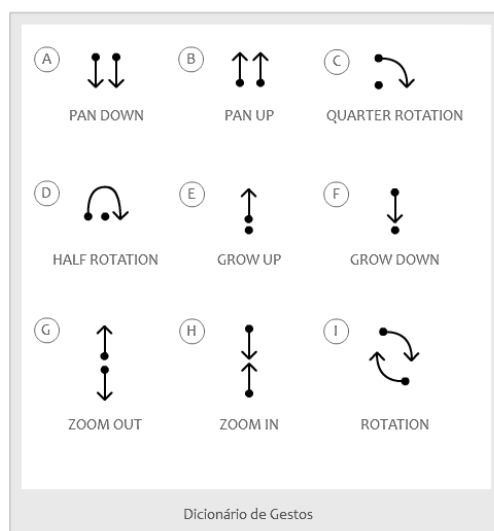 A B C
PAN DOWN PAN UP QUARTER ROTATION
D E F
HALF ROTATION GROW UP GROW DOWN
G H I
ZOOM OUT ZOOM IN ROTATION
Dicionário de Gestos